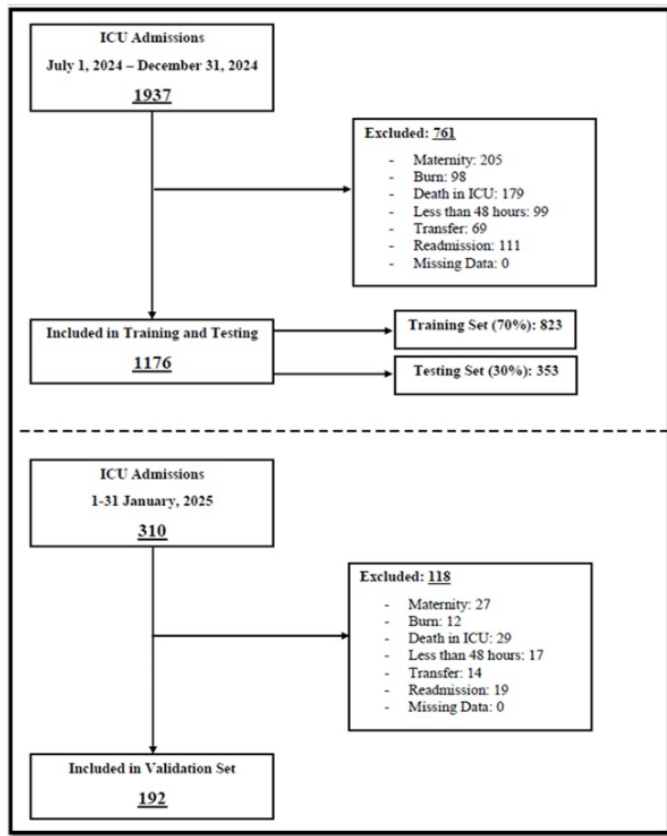 ICU Admissions
July 1, 2024 – December 31, 2024
1937
Excluded: 761
- Maternity: 205
- Burn: 98
- Death in ICU: 179
- Less than 48 hours: 99
- Transfer: 69
- Readmission: 111
- Missing Data: 0
Included in Training and Testing
1176
Training Set (70%): 823
Testing Set (30%): 353
ICU Admissions
1-31 January, 2025
310
Excluded: 118
- Maternity: 27
- Burn: 12
- Death in ICU: 29
- Less than 48 hours: 17
- Transfer: 14
- Readmission: 19
- Missing Data: 0
Included in Validation Set
192